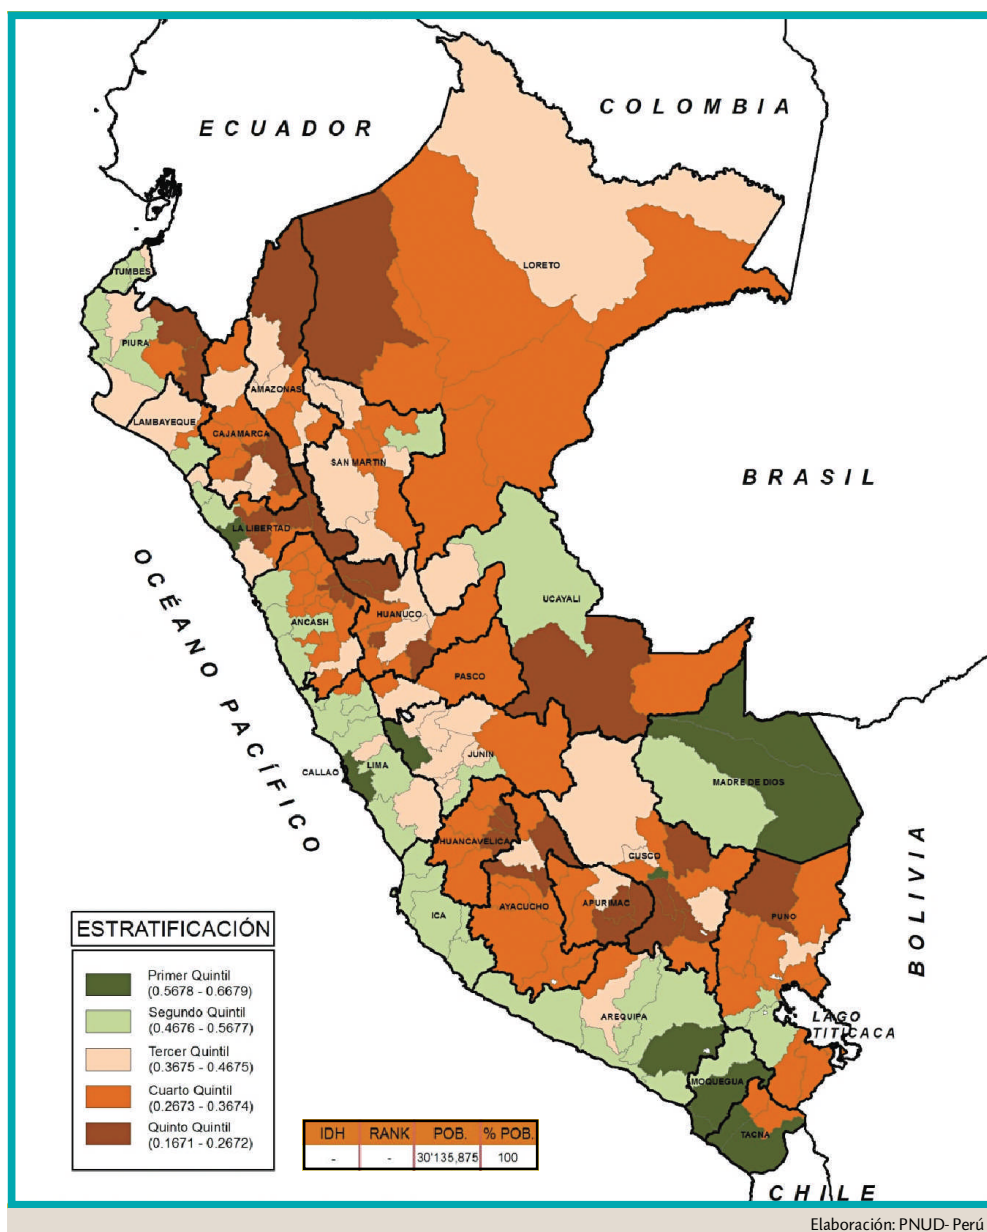 COLOMBIA
ECUADOR
LORETO
TUMBES
PIURA
AMAZONAS
LAMBAYEQUE
CAJAMARCA
SAN MARTIN
BRASIL
LA LIBERTAD
OCÉANO PACÍFICO
UCAYALI
HUANUCO
ANCASH
PASCO
JUNIN
LIMA
CALLAO
MADRE DE DIOS
HUANCAVELICA
CUSCO
BOLIVIA
AYACUCHO
APURIMAC
ICA
PUNO
AREQUIPA
LAGO
TITICACA
MOQUEGUA
TACNA
CHILE
ESTRATIFICACIÓN
Primer Quintil
(0.5678 - 0.6679)
Segundo Quintil
(0.4676 - 0.5677)
Tercer Quintil
(0.3675 - 0.4675)
Cuarto Quintil
(0.2673 - 0.3674)
Quinto Quintil
(0.1671 - 0.2672)
IDH RANK POB. % POB.
- - 30'135,875 100
Elaboración: PNUD- Perú